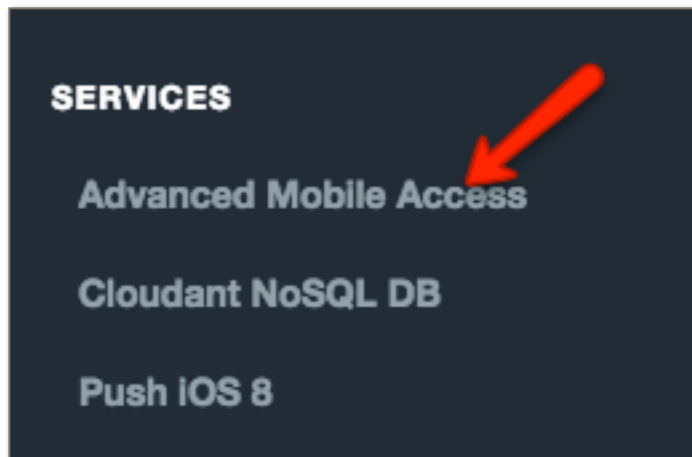 SERVICES
Advanced Mobile Access
Cloudant NoSQL DB
Push iOS 8